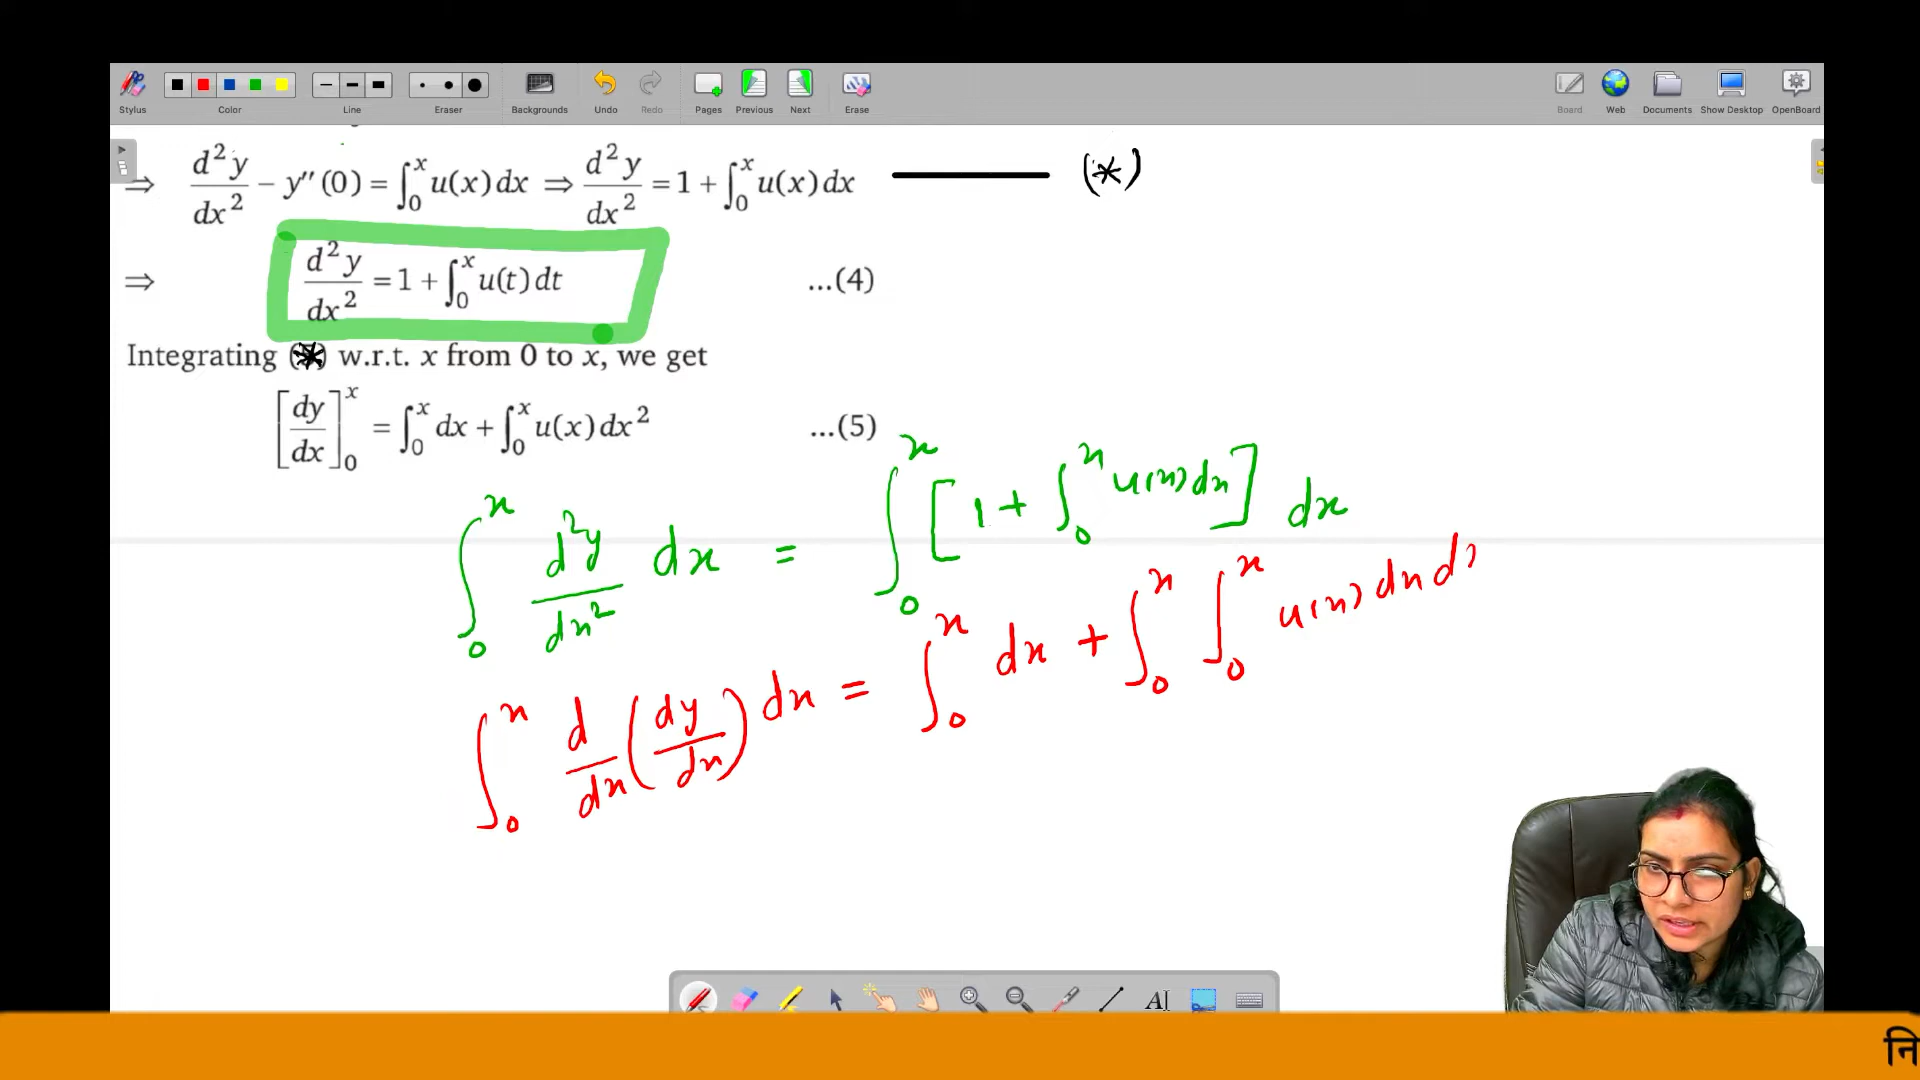 Stylus Color Line Eraser Backgrounds Undo Redo Pages Previous Next Erase Board Web Documents Show Desktop OpenBoard
⇒ d²y/dx² − y″(0) = ∫₀ˣ u(x) dx ⇒ d²y/dx² = 1 + ∫₀ˣ u(x) dx —— (*)
⇒ d²y/dx² = 1 + ∫₀ˣ u(t) dt ...(4)
Integrating (*) w.r.t. x from 0 to x, we get
[dy/dx]₀ˣ = ∫₀ˣ dx + ∫₀ˣ u(x) dx² ...(5)
∫₀ˣ d²y/dx² dx = ∫₀ˣ [1 + ∫₀ˣ u(x) dx] dx
∫₀ˣ d/dx (dy/dx) dx = ∫₀ˣ dx + ∫₀ˣ ∫₀ˣ u(x) dx d
नि